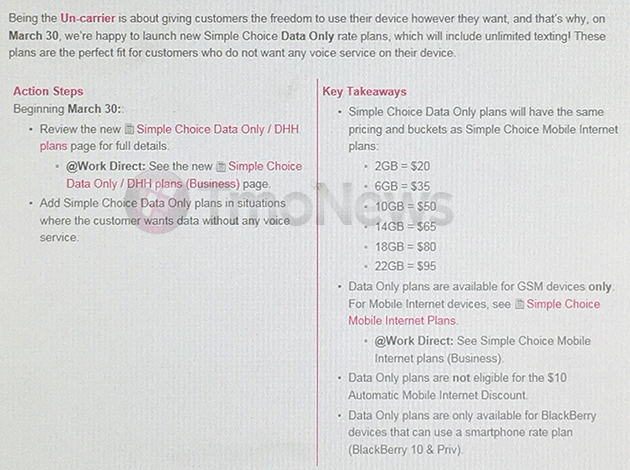 Being the Un-carrier is about giving customers the freedom to use their device however they want, and that's why, on
March 30, we're happy to launch new Simple Choice Data Only rate plans, which will include unlimited texting! These
plans are the perfect fit for customers who do not want any voice service on their device.
Action Steps
Beginning March 30::
• Review the new Simple Choice Data Only / DHH
plans page for full details.
• @Work Direct: See the new Simple Choice
Data Only / DHH plans (Business) page.
• Add Simple Choice Data Only plans in situations
where the customer wants data without any voice
service.
Key Takeaways
• Simple Choice Data Only plans will have the same
pricing and buckets as Simple Choice Mobile Internet
plans:
• 2GB = $20
• 6GB = $35
• 10GB = $50
• 14GB = $65
• 18GB = $80
• 22GB = $95
• Data Only plans are available for GSM devices only.
For Mobile Internet devices, see Simple Choice
Mobile Internet Plans.
• @Work Direct: See Simple Choice Mobile
Internet plans (Business).
• Data Only plans are not eligible for the $10
Automatic Mobile Internet Discount.
• Data Only plans are only available for BlackBerry
devices that can use a smartphone rate plan
(BlackBerry 10 & Priv).
TmoNews